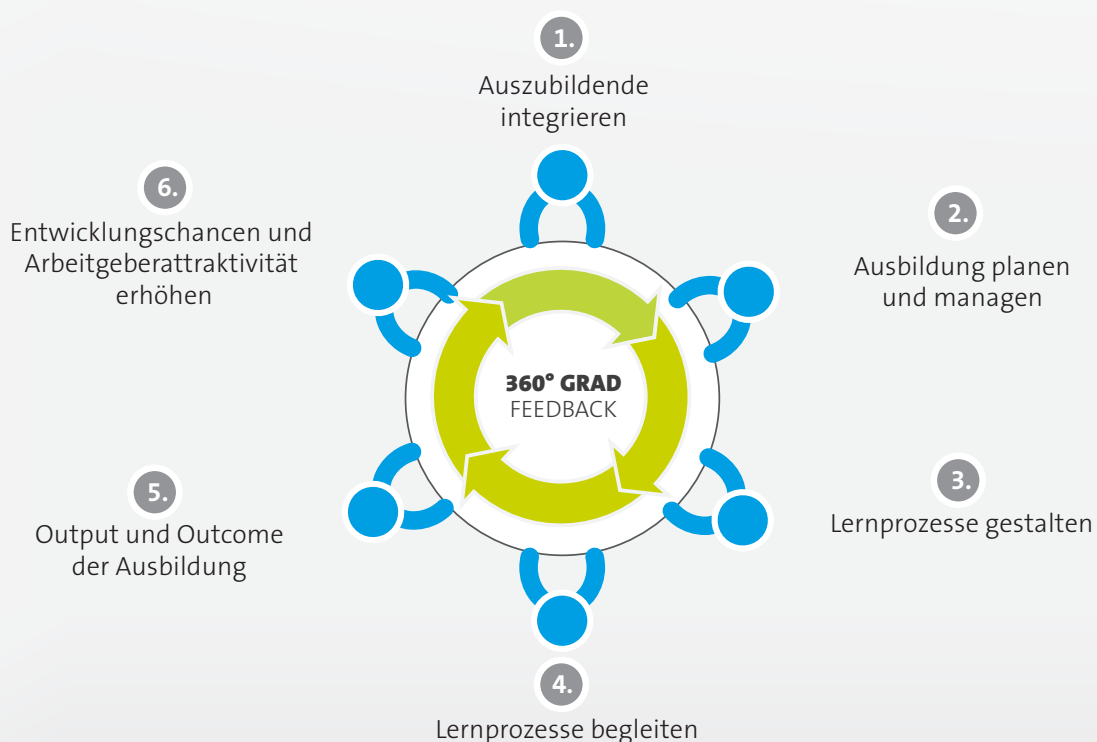 1.
Auszubildende
integrieren
2.
Ausbildung planen
und managen
3.
Lernprozesse gestalten
4.
Lernprozesse begleiten
5.
Output und Outcome
der Ausbildung
6.
Entwicklungschancen und
Arbeitgeberattraktivität
erhöhen
360° GRAD
FEEDBACK